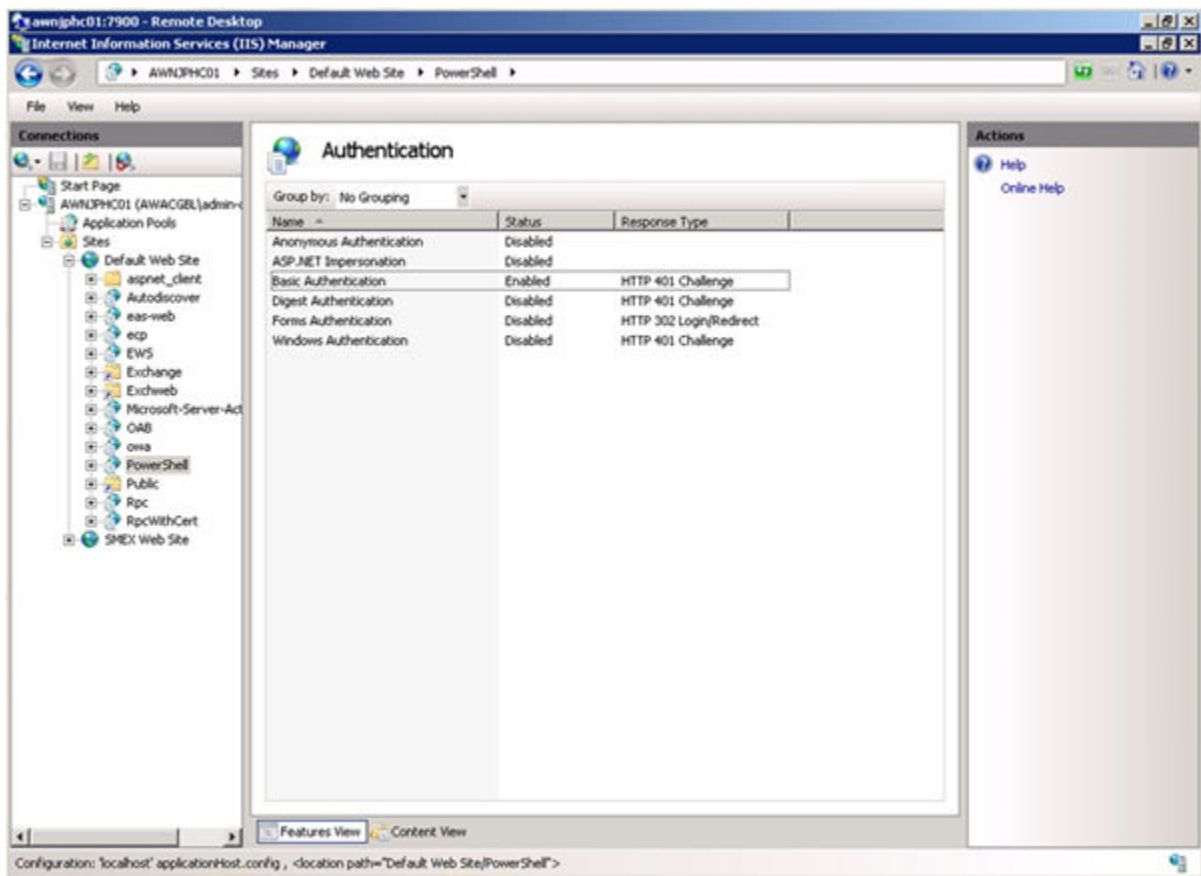 awnjphc01:7900 - Remote Desktop
Internet Information Services (IIS) Manager
AWNJPHC01 Sites Default Web Site PowerShell
File View Help
Connections
Start Page
AWNJPHC01 (AWACGBL\admin-
Application Pools
Sites
Default Web Site
aspnet_client
Autodiscover
eas-web
ecp
EWS
Exchange
Exchweb
Microsoft-Server-Act
OAB
owa
PowerShell
Public
Rpc
RpcWithCert
SMEX Web Site
Authentication
Group by: No Grouping
Name Status Response Type
Anonymous Authentication Disabled
ASP.NET Impersonation Disabled
Basic Authentication Enabled HTTP 401 Challenge
Digest Authentication Disabled HTTP 401 Challenge
Forms Authentication Disabled HTTP 302 Login/Redirect
Windows Authentication Disabled HTTP 401 Challenge
Features View Content View
Actions
Help
Online Help
Configuration: 'localhost' applicationHost.config , <location path="Default Web Site/PowerShell">